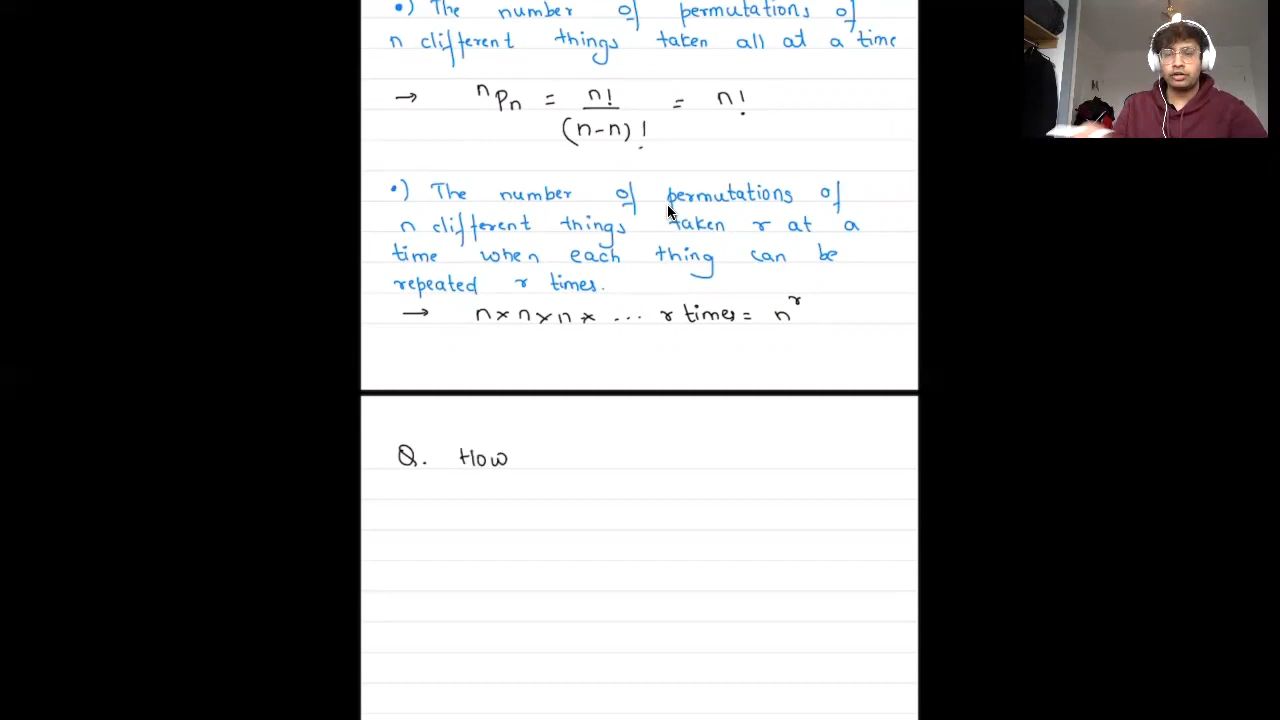 •) The number of permutations of
n different things taken all at a time
→ ⁿPₙ = n! / (n-n)! = n!
•) The number of permutations of
n different things taken r at a
time when each thing can be
repeated r times.
→ n × n × n × ... r times = nʳ
Q. How